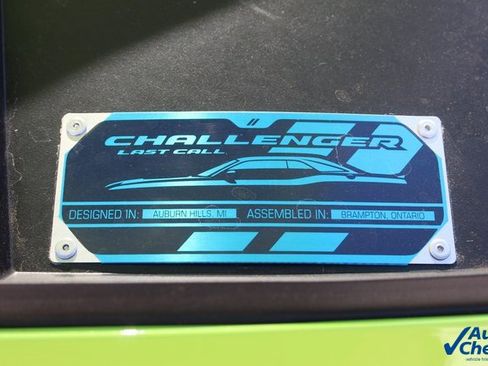 CHALLENGER
LAST CALL
DESIGNED IN: AUBURN HILLS, MI ASSEMBLED IN: BRAMPTON, ONTARIO